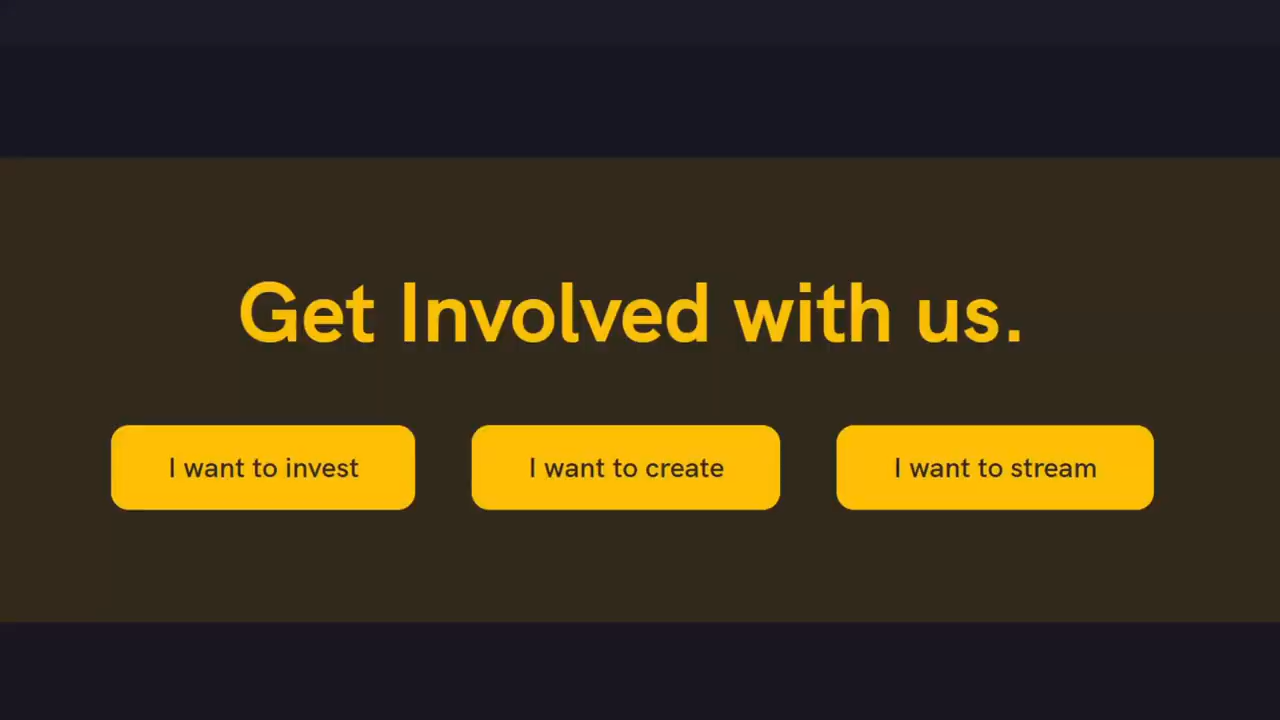 Get Involved with us.
I want to invest
I want to create
I want to stream